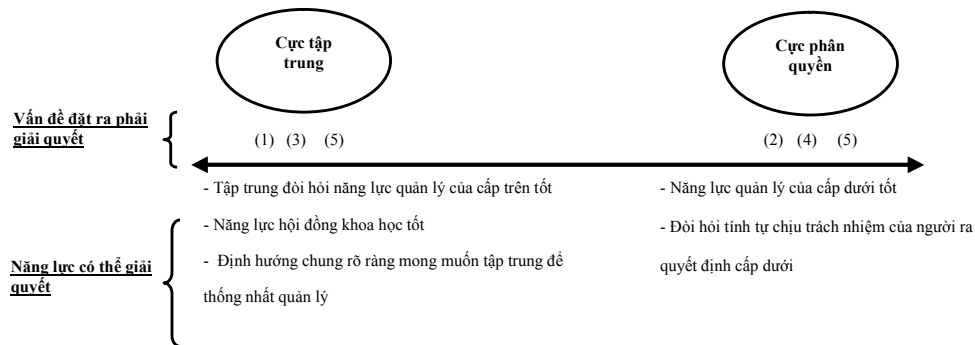 Cực tập
trung
Cực phân
quyền
Vấn đề đặt ra phải
giải quyết
(1) (3) (5)
(2) (4) (5)
- Tập trung đòi hỏi năng lực quản lý của cấp trên tốt
- Năng lực hội đồng khoa học tốt
- Định hướng chung rõ ràng mong muốn tập trung để
thống nhất quản lý
- Năng lực quản lý của cấp dưới tốt
- Đòi hỏi tính tự chịu trách nhiệm của người ra
quyết định cấp dưới
Năng lực có thể giải
quyết